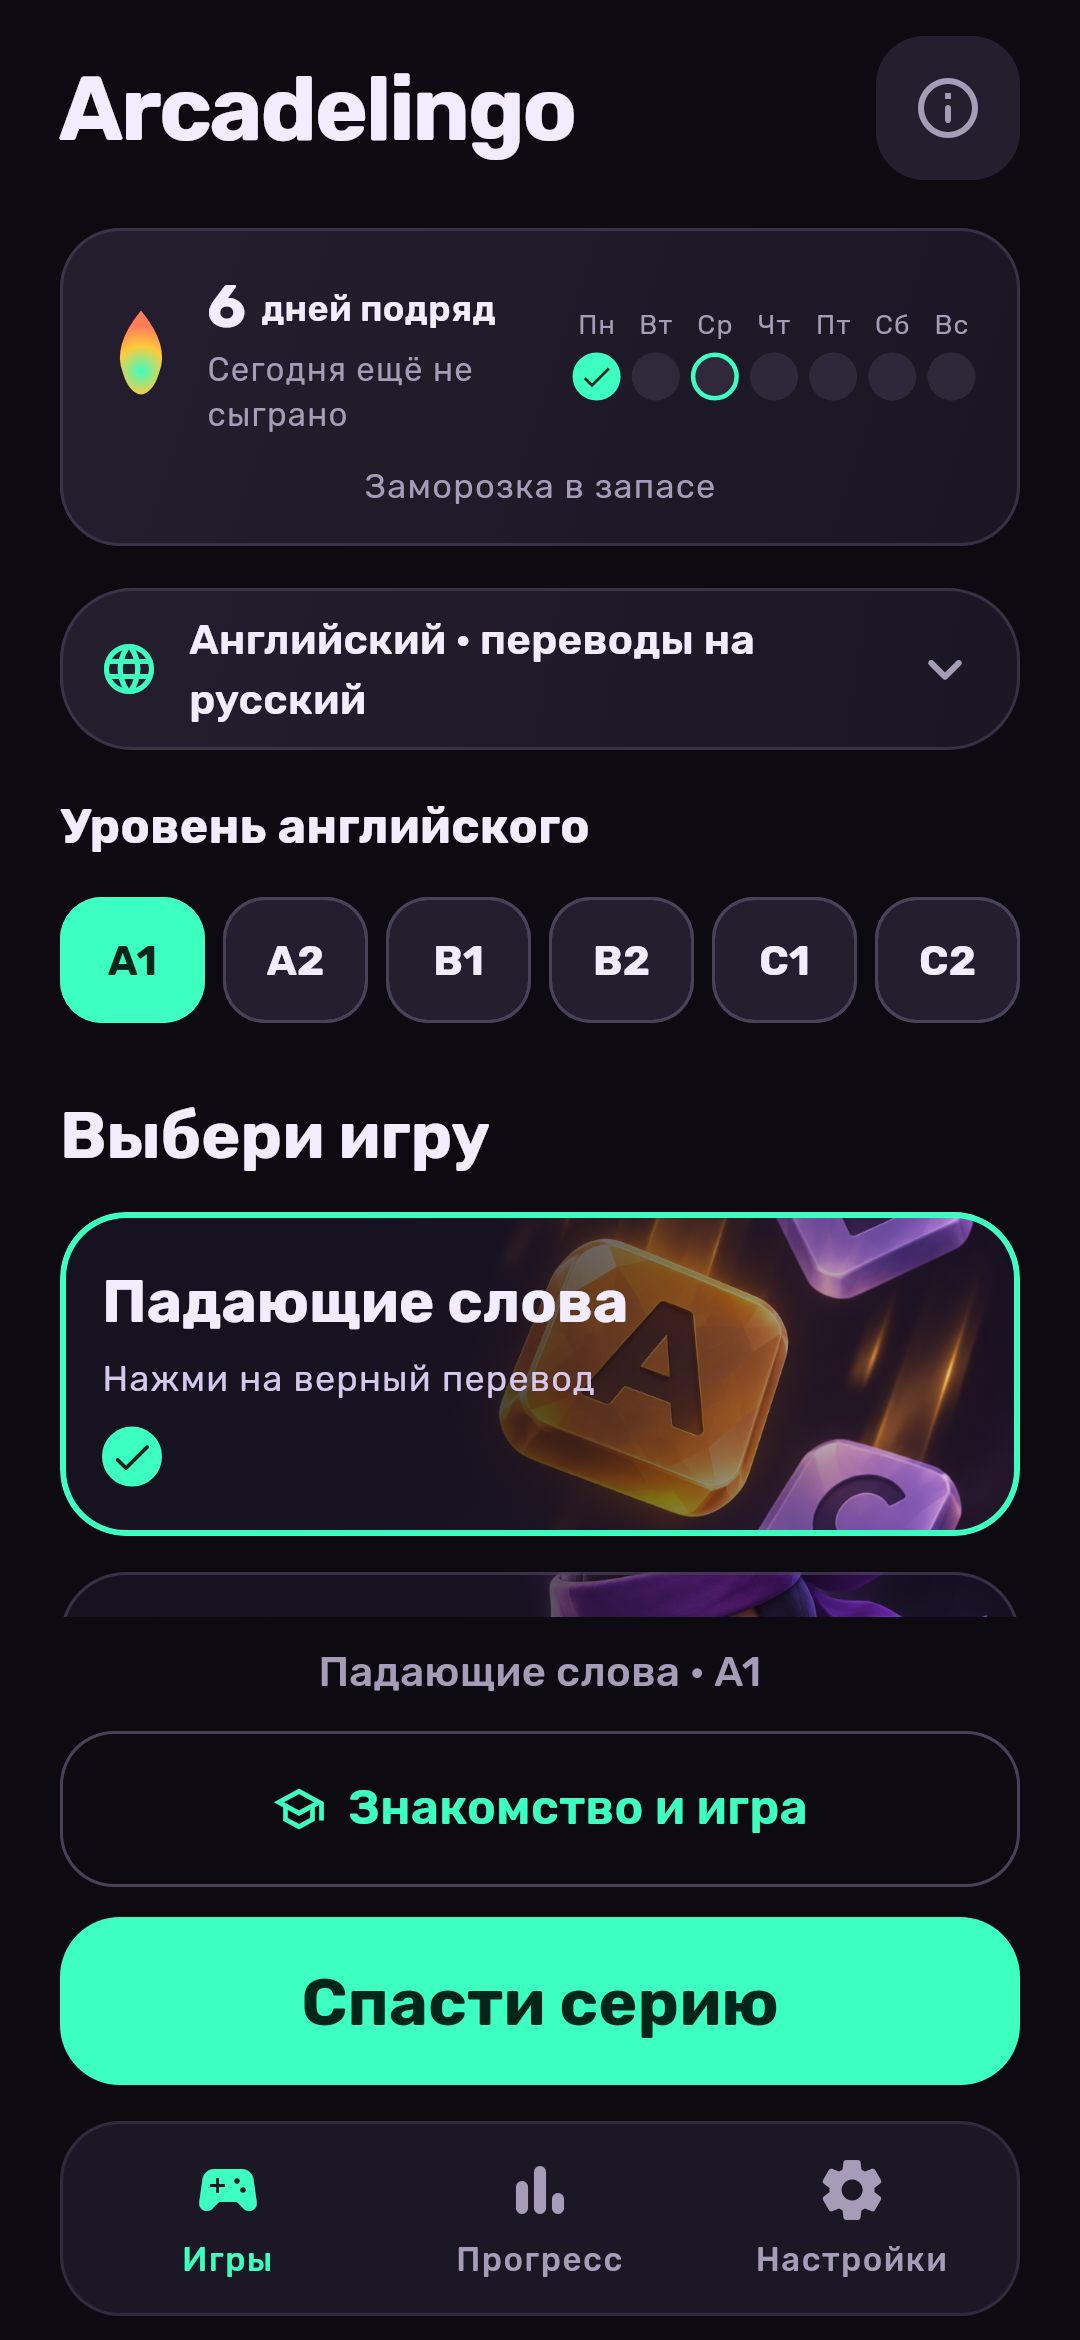 Arcadelingo
6 дней подряд
Сегодня ещё не
сыграно
Пн Вт Ср Чт Пт Сб Вс
Заморозка в запасе
Английский • переводы на
русский
Уровень английского
A1 A2 B1 B2 C1 C2
Выбери игру
Падающие слова
Нажми на верный перевод
A
C
Падающие слова • A1
Знакомство и игра
Спасти серию
Игры Прогресс Настройки